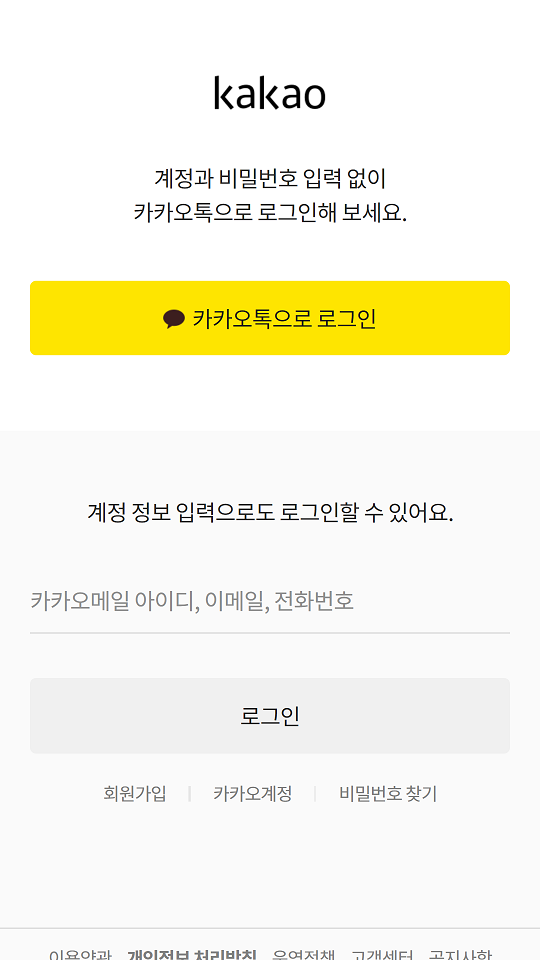 kakao
계정과 비밀번호 입력 없이
카카오톡으로 로그인해 보세요.
카카오톡으로 로그인
계정 정보 입력으로도 로그인할 수 있어요.
카카오메일 아이디, 이메일, 전화번호
로그인
회원가입 카카오계정 비밀번호 찾기
이용약관 개인정보 처리방침 운영정책 고객센터 공지사항